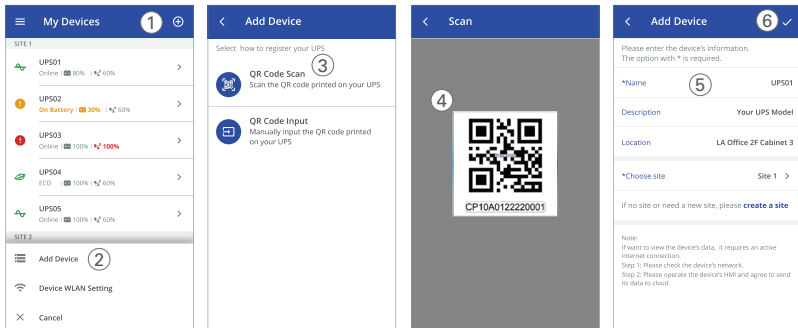 My Devices
1
SITE 1
UPS01
Online | 80% | 60%
UPS02
On Battery | 30% | 60%
UPS03
Online | 100% | 100%
UPS04
ECO | 100% | 60%
UPS05
Online | 100% | 60%
SITE 2
Add Device
2
Device WLAN Setting
Cancel
Add Device
Select how to register your UPS
3
QR Code Scan
Scan the QR code printed on your UPS
QR Code Input
Manually input the QR code printed
on your UPS
Scan
4
CP10A0122220001
Add Device
6
Please enter the device's information.
The option with * is required.
*Name
5
UPS01
Description
Your UPS Model
Location
LA Office 2F Cabinet 3
*Choose site
Site 1
If no site or need a new site, please create a site
Note:
If want to view the device's data, it requires an active
internet connection.
Step 1: Please check the device's network.
Step 2: Please operate the device's HMI and agree to send
its data to cloud.